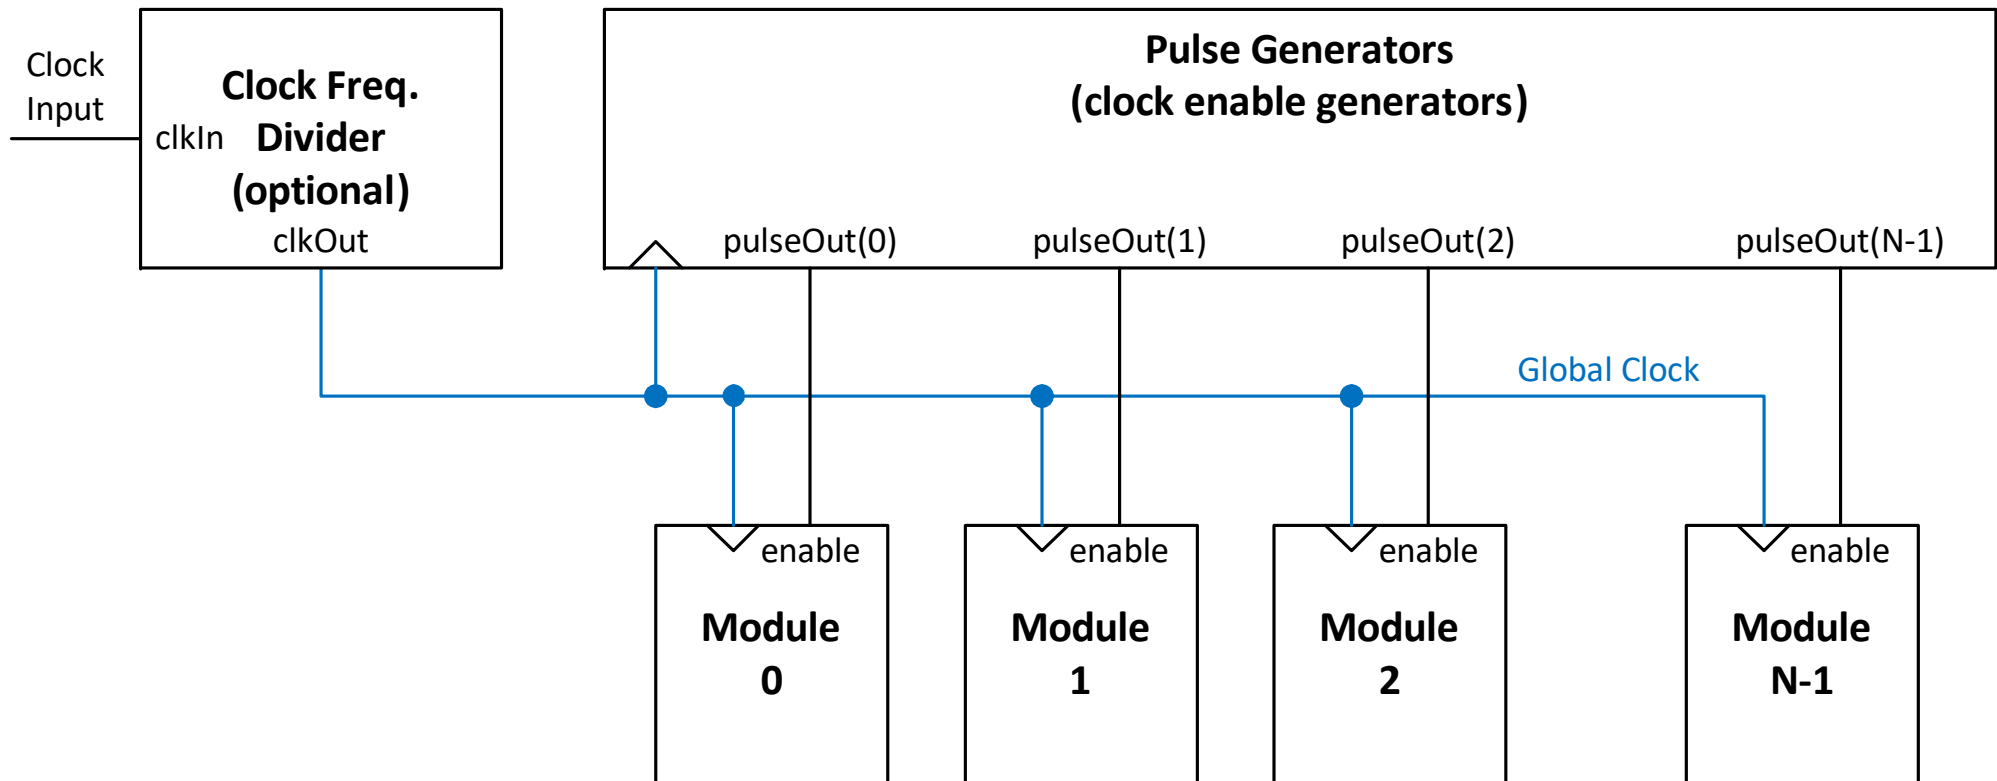 Clock
Input
clkIn
Clock Freq.
Divider
(optional)
clkOut
Pulse Generators
(clock enable generators)
pulseOut(0)
pulseOut(1)
pulseOut(2)
pulseOut(N-1)
Global Clock
enable
Module
0
enable
Module
1
enable
Module
2
enable
Module
N-1